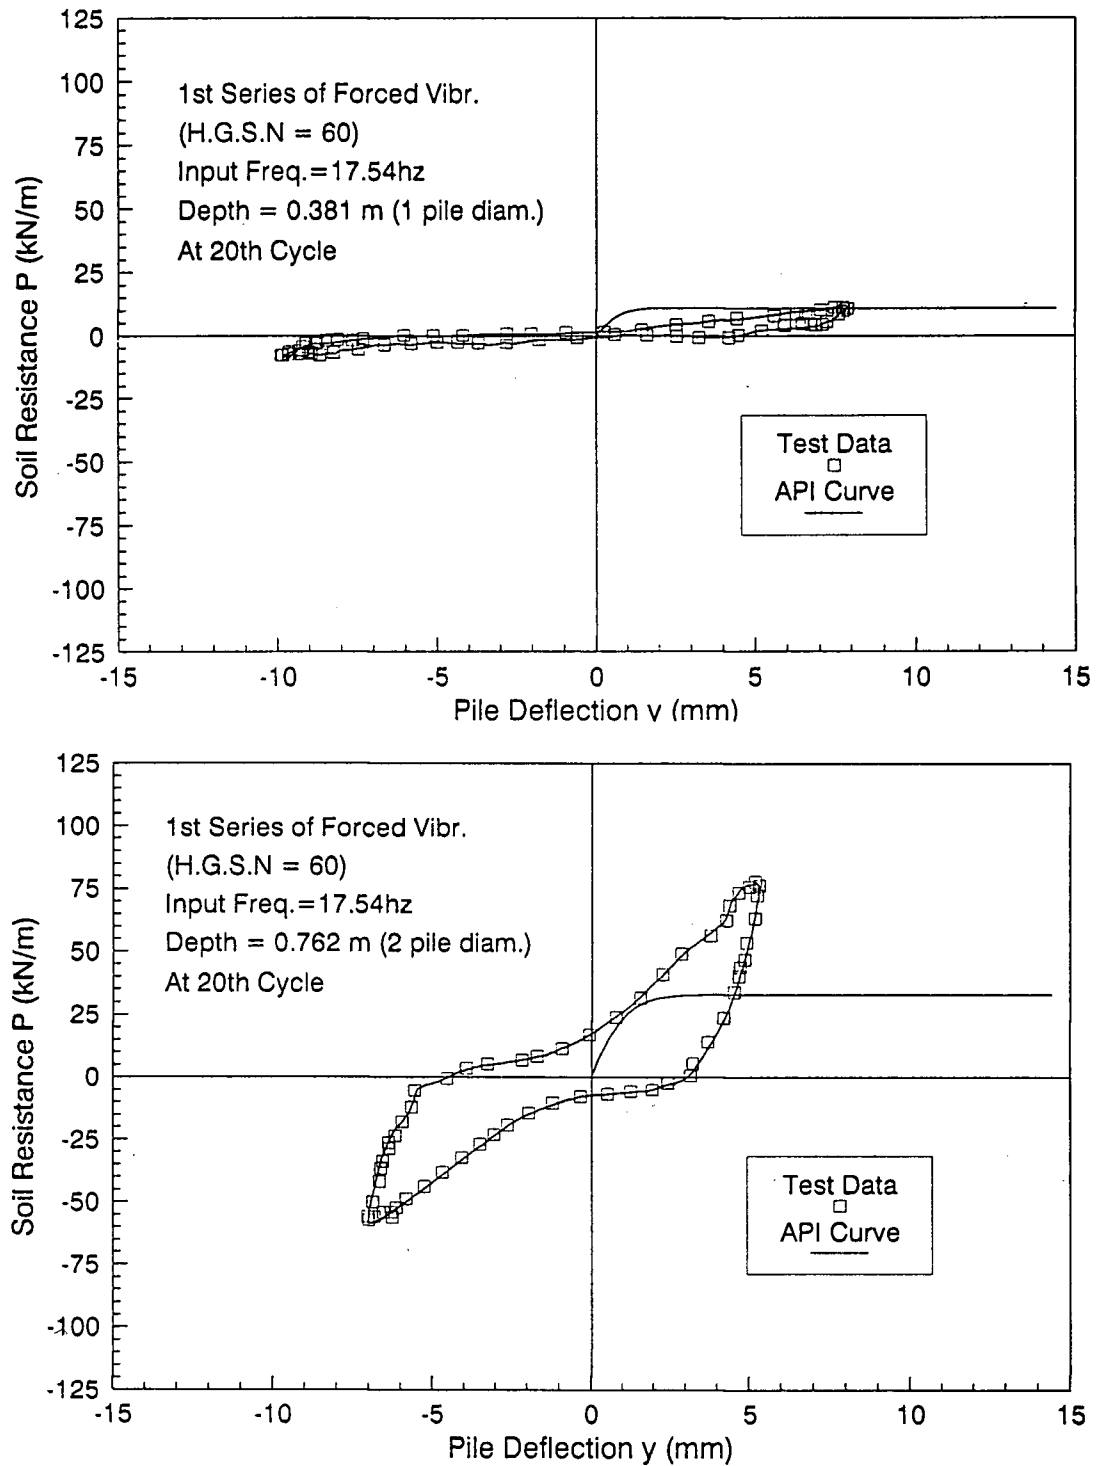 125
100
75
50
25
0
-25
-50
-75
-100
-125
Soil Resistance P (kN/m)
1st Series of Forced Vibr.
(H.G.S.N = 60)
Input Freq.=17.54hz
Depth = 0.381 m (1 pile diam.)
At 20th Cycle
Test Data
API Curve
-15 -10 -5 0 5 10 15
Pile Deflection y (mm)
125
100
75
50
25
0
-25
-50
-75
-100
-125
Soil Resistance P (kN/m)
1st Series of Forced Vibr.
(H.G.S.N = 60)
Input Freq.=17.54hz
Depth = 0.762 m (2 pile diam.)
At 20th Cycle
Test Data
API Curve
-15 -10 -5 0 5 10 15
Pile Deflection y (mm)